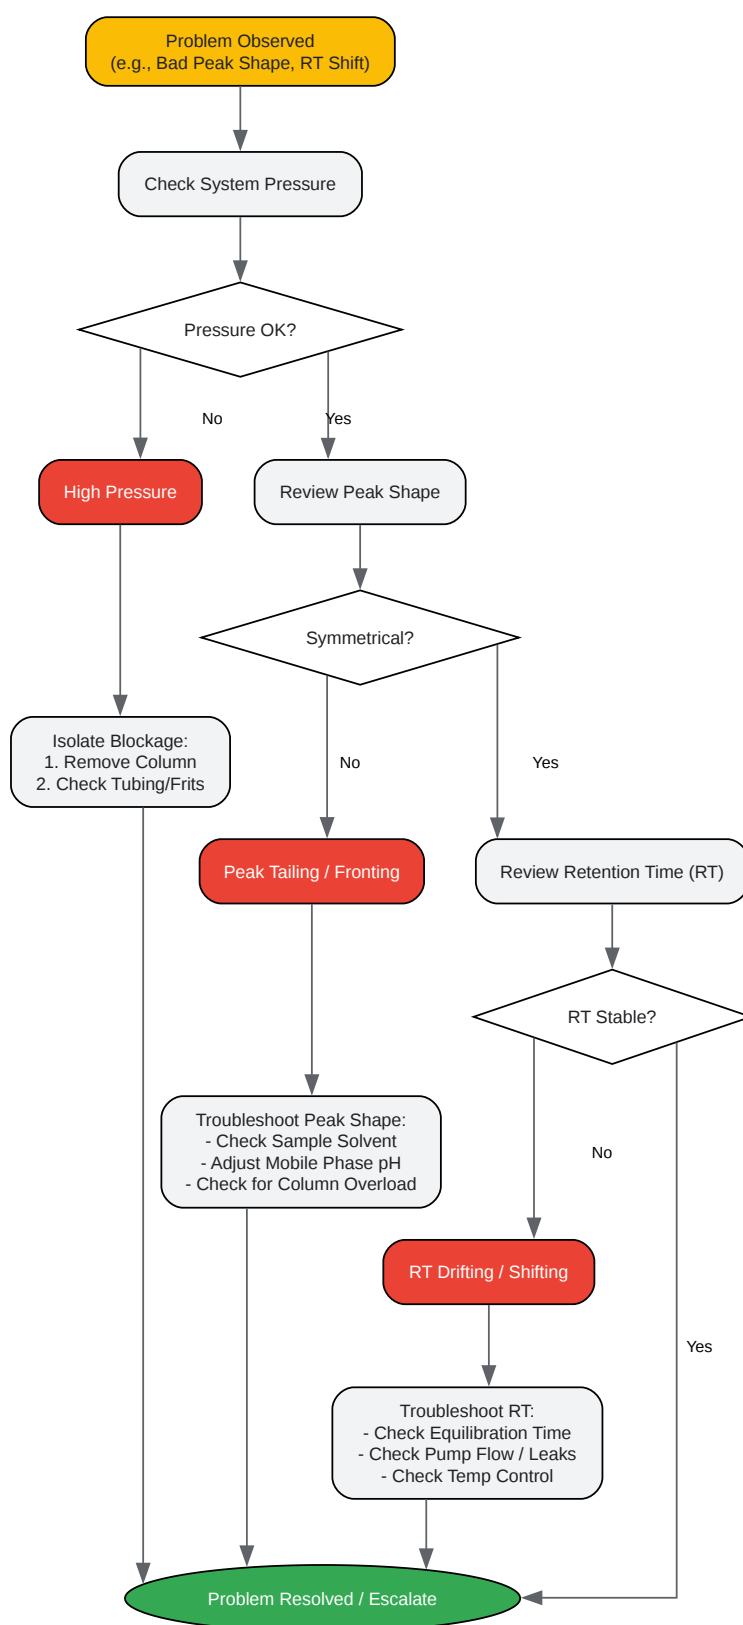 Problem Observed
(e.g., Bad Peak Shape, RT Shift)
Check System Pressure
Pressure OK?
No
Yes
High Pressure
Review Peak Shape
Symmetrical?
Isolate Blockage:
1. Remove Column
2. Check Tubing/Frits
No
Yes
Peak Tailing / Fronting
Review Retention Time (RT)
RT Stable?
Troubleshoot Peak Shape:
- Check Sample Solvent
- Adjust Mobile Phase pH
- Check for Column Overload
No
RT Drifting / Shifting
Yes
Troubleshoot RT:
- Check Equilibration Time
- Check Pump Flow / Leaks
- Check Temp Control
Problem Resolved / Escalate